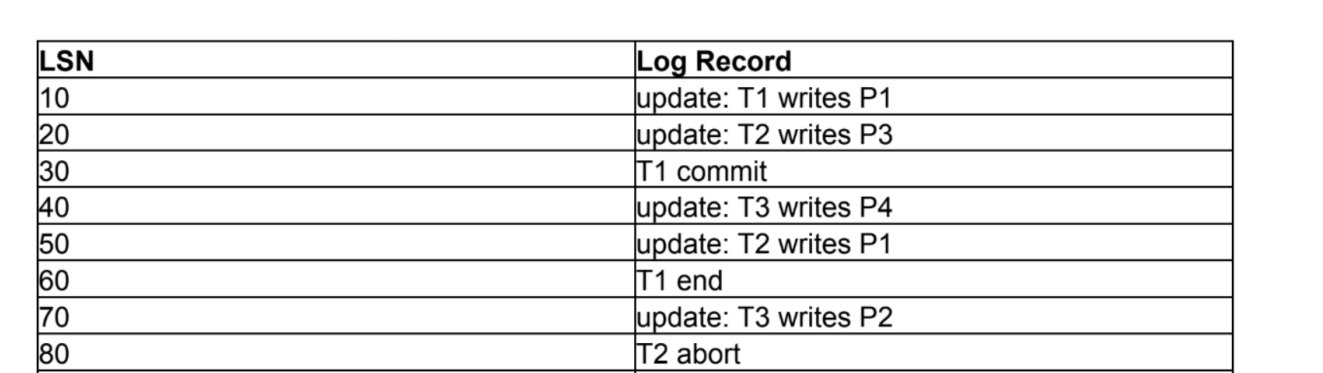 LSN Log Record
10 update: T1 writes P1
20 update: T2 writes P3
30 T1 commit
40 update: T3 writes P4
50 update: T2 writes P1
60 T1 end
70 update: T3 writes P2
80 T2 abort